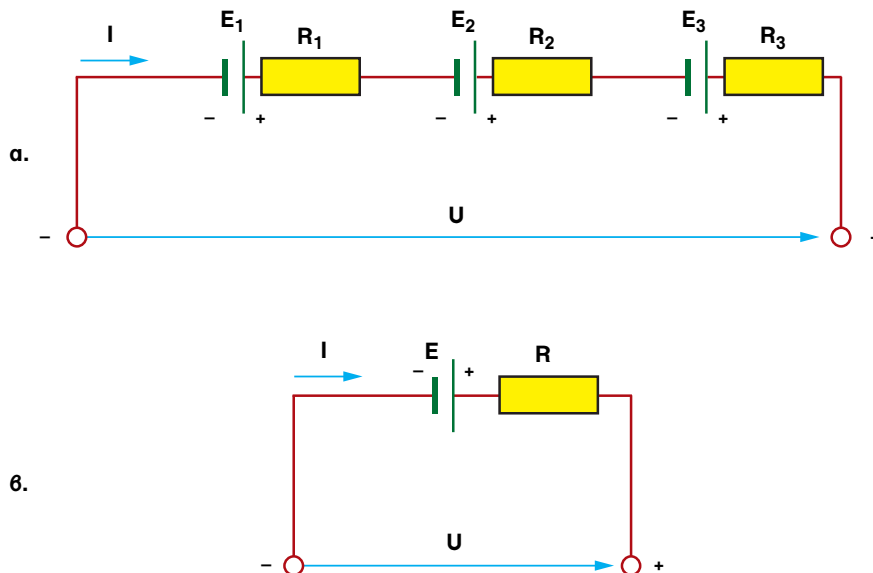 E₁ E₂ E₃
I R₁ R₂ R₃
– + – + – +
α.
U
– +
I E R
– +
β.
U
– +